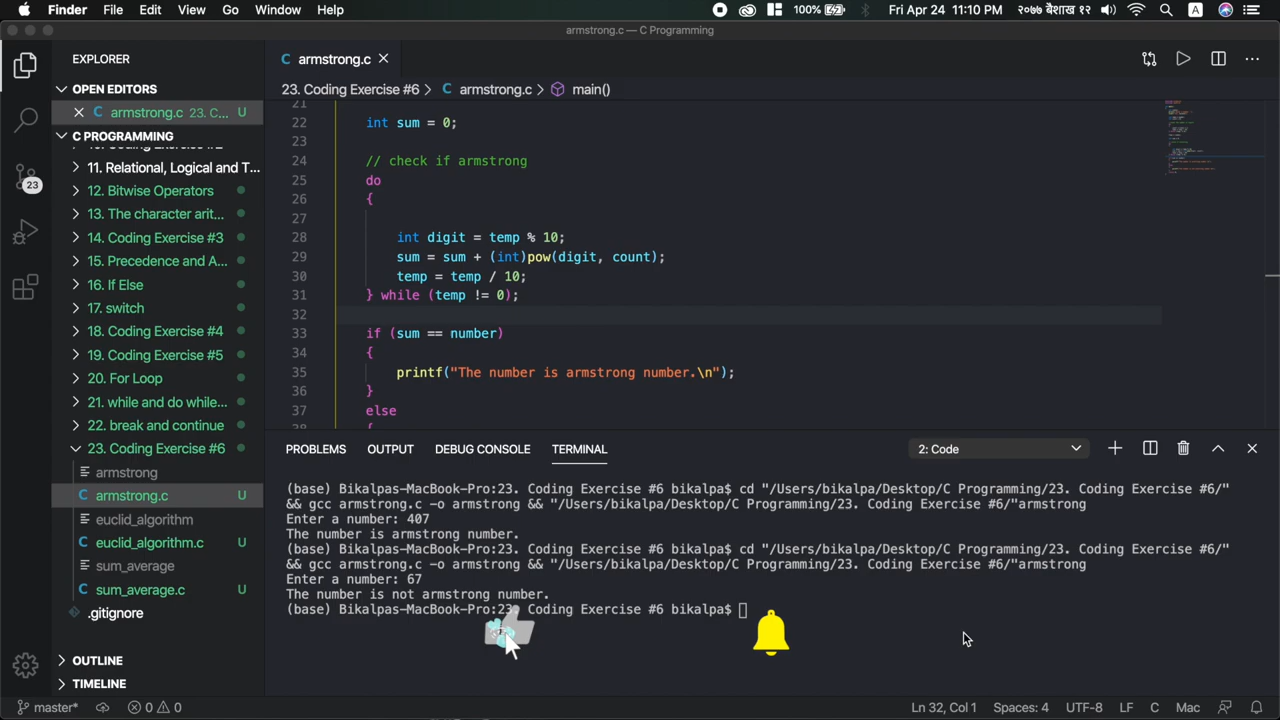 Finder File Edit View Go Window Help 100% Fri Apr 24 11:10 PM २०७७ बैशाख १२ A
armstrong.c — C Programming
EXPLORER
OPEN EDITORS
armstrong.c 23. C... U
C PROGRAMMING
11. Relational, Logical and T...
12. Bitwise Operators
13. The character arit...
14. Coding Exercise #3
15. Precedence and A...
16. If Else
17. switch
18. Coding Exercise #4
19. Coding Exercise #5
20. For Loop
21. while and do while...
22. break and continue
23. Coding Exercise #6
armstrong
C armstrong.c U
euclid_algorithm
C euclid_algorithm.c U
sum_average
C sum_average.c U
.gitignore
OUTLINE
TIMELINE
23
C armstrong.c
23. Coding Exercise #6 > C armstrong.c > main()
21
22 int sum = 0;
23
24 // check if armstrong
25 do
26 {
27
28 int digit = temp % 10;
29 sum = sum + (int)pow(digit, count);
30 temp = temp / 10;
31 } while (temp != 0);
32
33 if (sum == number)
34 {
35 printf("The number is armstrong number.\n");
36 }
37 else
38 {
PROBLEMS OUTPUT DEBUG CONSOLE TERMINAL 2: Code
(base) Bikalpas-MacBook-Pro:23. Coding Exercise #6 bikalpa$ cd "/Users/bikalpa/Desktop/C Programming/23. Coding Exercise #6/"
&& gcc armstrong.c -o armstrong && "/Users/bikalpa/Desktop/C Programming/23. Coding Exercise #6/"armstrong
Enter a number: 407
The number is armstrong number.
(base) Bikalpas-MacBook-Pro:23. Coding Exercise #6 bikalpa$ cd "/Users/bikalpa/Desktop/C Programming/23. Coding Exercise #6/"
&& gcc armstrong.c -o armstrong && "/Users/bikalpa/Desktop/C Programming/23. Coding Exercise #6/"armstrong
Enter a number: 67
The number is not armstrong number.
(base) Bikalpas-MacBook-Pro:23. Coding Exercise #6 bikalpa$
master* 0 0 Ln 32, Col 1 Spaces: 4 UTF-8 LF C Mac